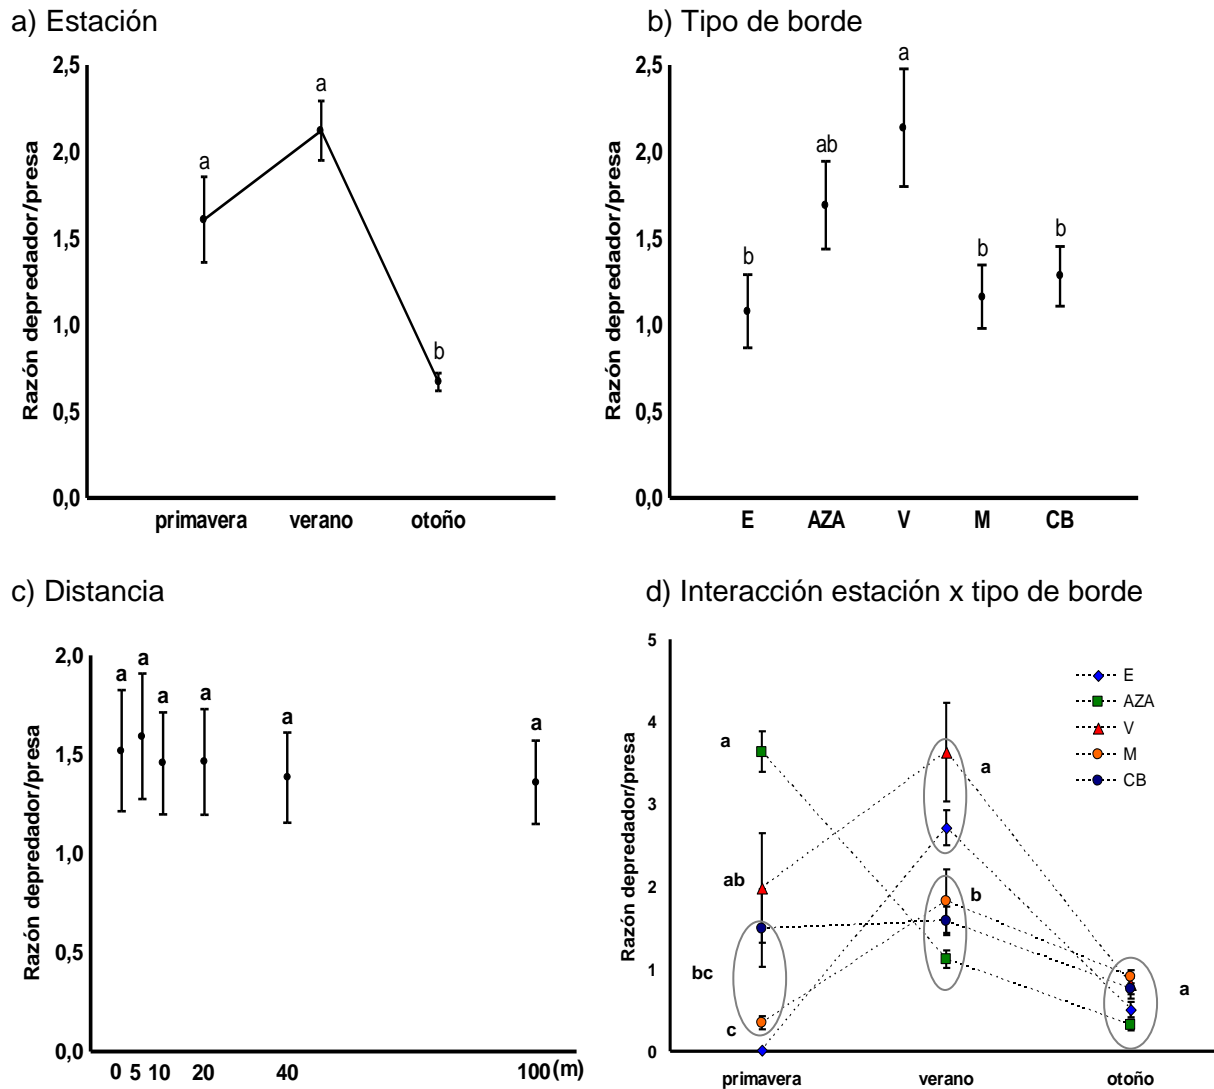 a) Estación
Razón depredador/presa
2,5
2,0
1,5
1,0
0,5
0,0
a
a
b
primavera verano otoño
b) Tipo de borde
Razón depredador/presa
2,5
2,0
1,5
1,0
0,5
0,0
b
ab
a
b
b
E AZA V M CB
c) Distancia
Razón depredador/presa
2,0
1,5
1,0
0,5
0,0
a a a a a a
0 5 10 20 40 100 (m)
d) Interacción estación x tipo de borde
Razón depredador/presa
5
4
3
2
1
0
E
AZA
V
M
CB
a
ab
bc
c
a
b
a
primavera verano otoño